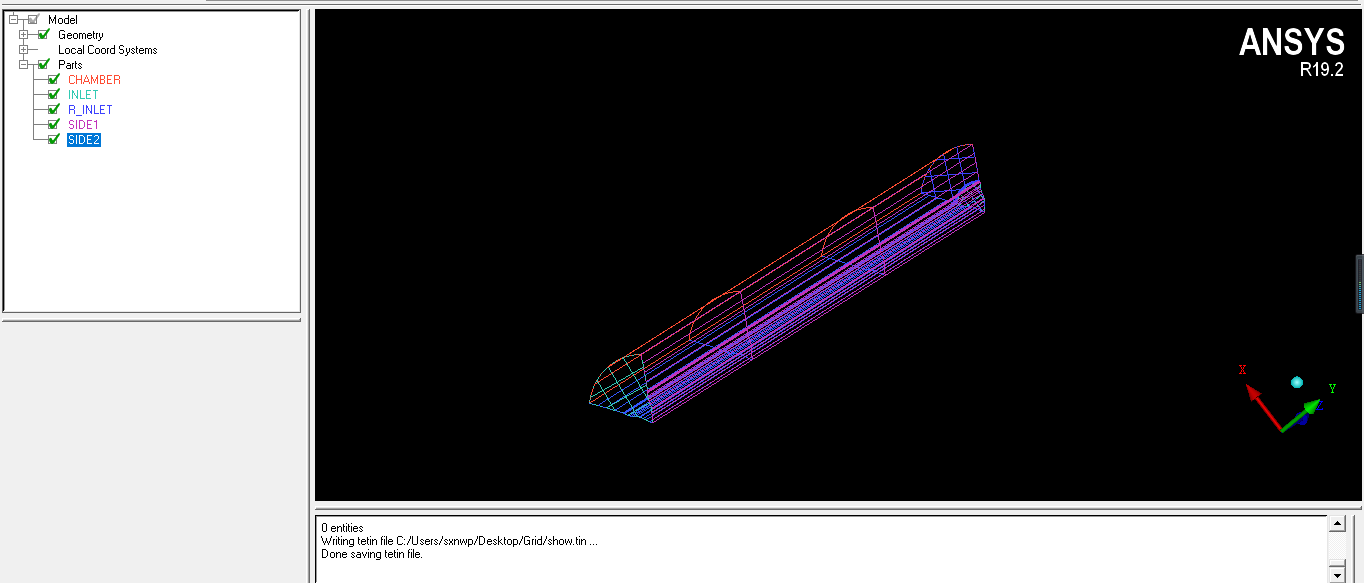 Model
Geometry
Local Coord Systems
Parts
CHAMBER
INLET
R_INLET
SIDE1
SIDE2
ANSYS
R19.2
X
Y
Z
0 entities
Writing tetin file C:/Users/sxnwp/Desktop/Grid/show.tin ...
Done saving tetin file.